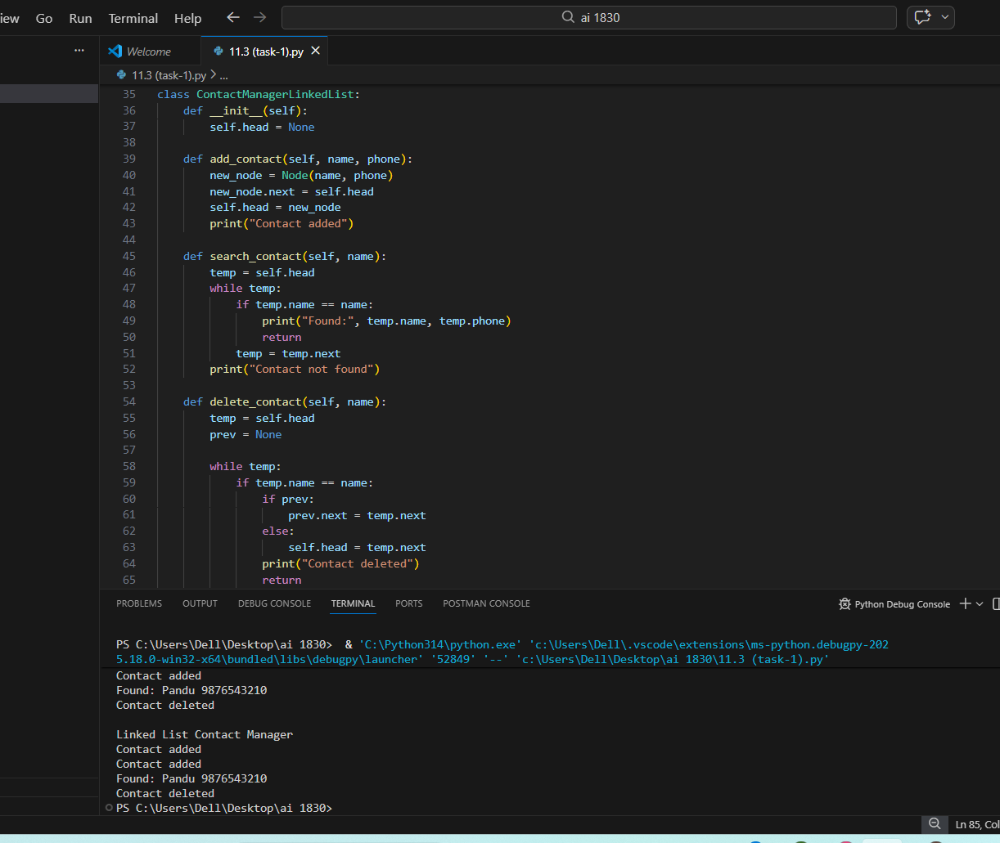 iew Go Run Terminal Help ai 1830
... Welcome 11.3 (task-1).py
11.3 (task-1).py > ...
35 class ContactManagerLinkedList:
36     def __init__(self):
37         self.head = None
38
39     def add_contact(self, name, phone):
40         new_node = Node(name, phone)
41         new_node.next = self.head
42         self.head = new_node
43         print("Contact added")
44
45     def search_contact(self, name):
46         temp = self.head
47         while temp:
48             if temp.name == name:
49                 print("Found:", temp.name, temp.phone)
50                 return
51             temp = temp.next
52         print("Contact not found")
53
54     def delete_contact(self, name):
55         temp = self.head
56         prev = None
57
58         while temp:
59             if temp.name == name:
60                 if prev:
61                     prev.next = temp.next
62                 else:
63                     self.head = temp.next
64                 print("Contact deleted")
65                 return
PROBLEMS OUTPUT DEBUG CONSOLE TERMINAL PORTS POSTMAN CONSOLE Python Debug Console
PS C:\Users\Dell\Desktop\ai 1830>  & 'C:\Python314\python.exe' 'c:\Users\Dell\.vscode\extensions\ms-python.debugpy-202
5.18.0-win32-x64\bundled\libs\debugpy\launcher' '52849' '--' 'c:\Users\Dell\Desktop\ai 1830\11.3 (task-1).py'
Contact added
Found: Pandu 9876543210
Contact deleted

Linked List Contact Manager
Contact added
Contact added
Found: Pandu 9876543210
Contact deleted
PS C:\Users\Dell\Desktop\ai 1830>
Ln 85, Col